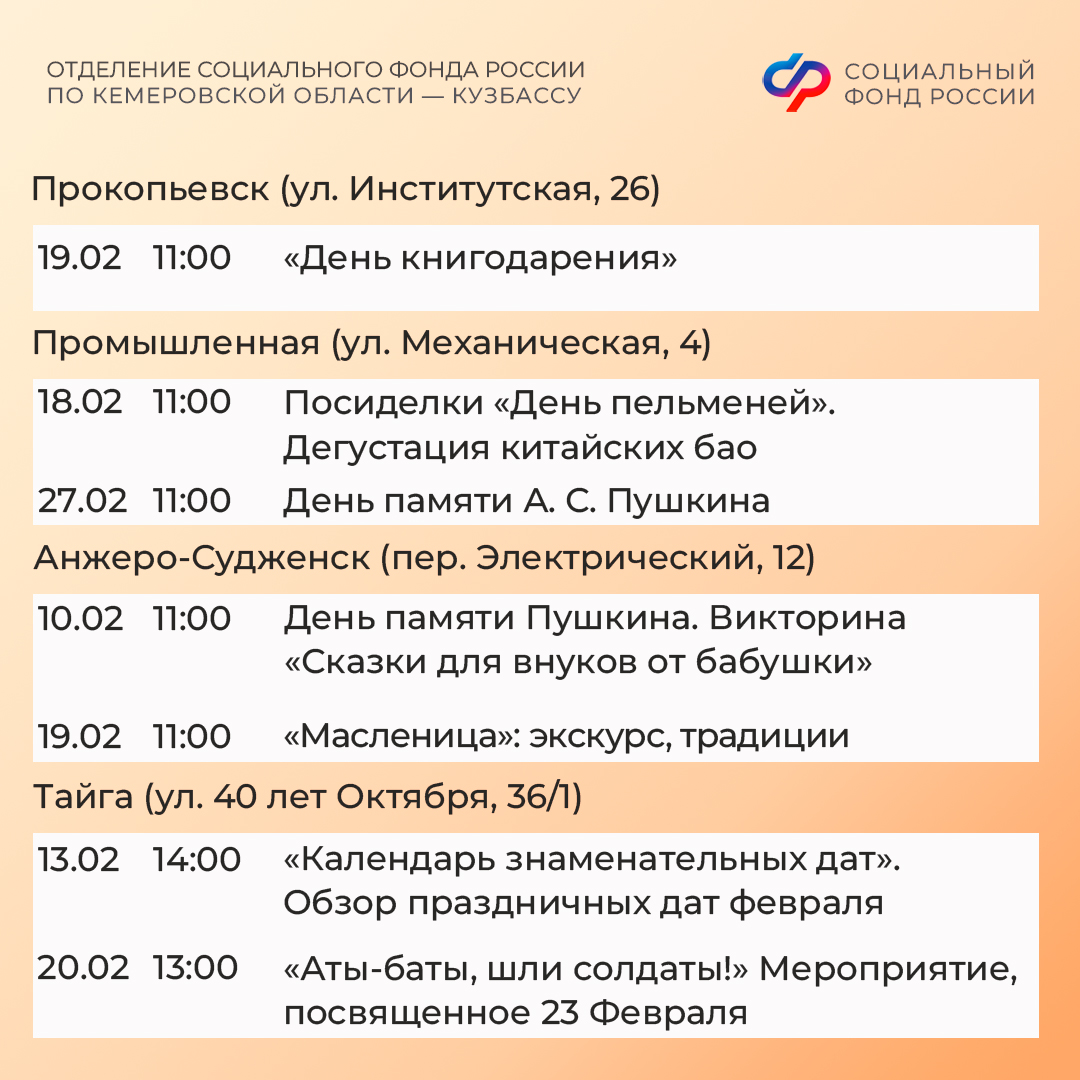 ОТДЕЛЕНИЕ СОЦИАЛЬНОГО ФОНДА РОССИИ
ПО КЕМЕРОВСКОЙ ОБЛАСТИ — КУЗБАССУ
СОЦИАЛЬНЫЙ
ФОНД РОССИИ
Прокопьевск (ул. Институтская, 26)
19.02 11:00 «День книгодарения»
Промышленная (ул. Механическая, 4)
18.02 11:00 Посиделки «День пельменей».
Дегустация китайских бао
27.02 11:00 День памяти А. С. Пушкина
Анжеро-Судженск (пер. Электрический, 12)
10.02 11:00 День памяти Пушкина. Викторина
«Сказки для внуков от бабушки»
19.02 11:00 «Масленица»: экскурс, традиции
Тайга (ул. 40 лет Октября, 36/1)
13.02 14:00 «Календарь знаменательных дат».
Обзор праздничных дат февраля
20.02 13:00 «Аты-баты, шли солдаты!» Мероприятие,
посвященное 23 Февраля